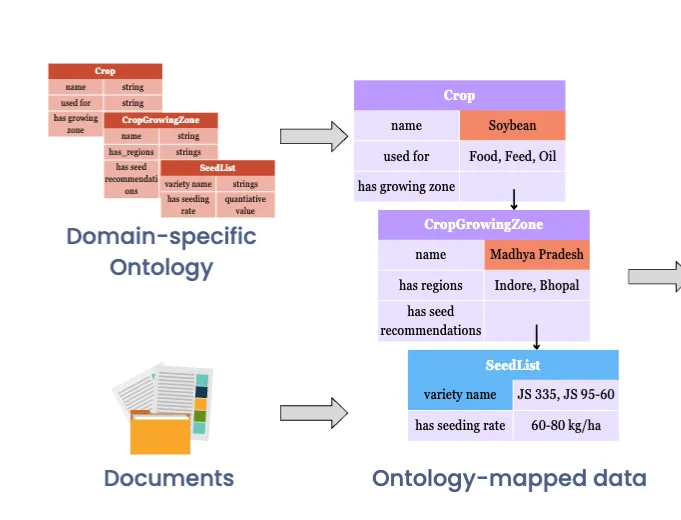 Crop
name string
used for string
has growing
zone
CropGrowingZone
name string
has_regions strings
has seed
recommendati
ons
SeedList
variety name strings
has seeding quantiative
rate value
Domain-specific
Ontology
Documents
Crop
name Soybean
used for Food, Feed, Oil
has growing zone
CropGrowingZone
name Madhya Pradesh
has regions Indore, Bhopal
has seed
recommendations
SeedList
variety name JS 335, JS 95-60
has seeding rate 60-80 kg/ha
Ontology-mapped data